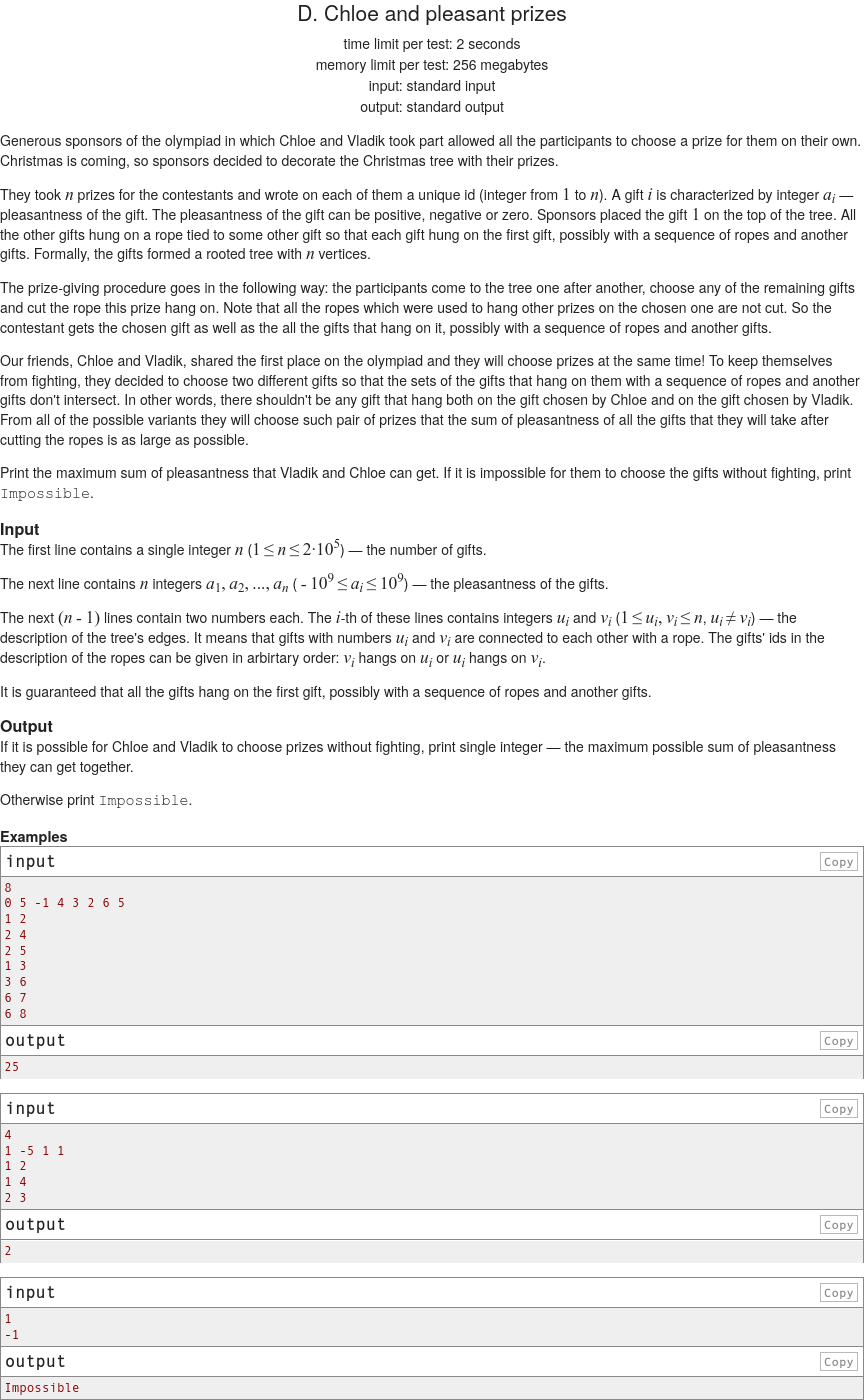 D. Chloe and pleasant prizes
time limit per test: 2 seconds
memory limit per test: 256 megabytes
input: standard input
output: standard output
Generous sponsors of the olympiad in which Chloe and Vladik took part allowed all the participants to choose a prize for them on their own.
Christmas is coming, so sponsors decided to decorate the Christmas tree with their prizes.
They took n prizes for the contestants and wrote on each of them a unique id (integer from 1 to n). A gift i is characterized by integer a_i —
pleasantness of the gift. The pleasantness of the gift can be positive, negative or zero. Sponsors placed the gift 1 on the top of the tree. All
the other gifts hung on a rope tied to some other gift so that each gift hung on the first gift, possibly with a sequence of ropes and another
gifts. Formally, the gifts formed a rooted tree with n vertices.
The prize-giving procedure goes in the following way: the participants come to the tree one after another, choose any of the remaining gifts
and cut the rope this prize hang on. Note that all the ropes which were used to hang other prizes on the chosen one are not cut. So the
contestant gets the chosen gift as well as the all the gifts that hang on it, possibly with a sequence of ropes and another gifts.
Our friends, Chloe and Vladik, shared the first place on the olympiad and they will choose prizes at the same time! To keep themselves
from fighting, they decided to choose two different gifts so that the sets of the gifts that hang on them with a sequence of ropes and another
gifts don't intersect. In other words, there shouldn't be any gift that hang both on the gift chosen by Chloe and on the gift chosen by Vladik.
From all of the possible variants they will choose such pair of prizes that the sum of pleasantness of all the gifts that they will take after
cutting the ropes is as large as possible.
Print the maximum sum of pleasantness that Vladik and Chloe can get. If it is impossible for them to choose the gifts without fighting, print
Impossible.
Input
The first line contains a single integer n (1 ≤ n ≤ 2·10^5) — the number of gifts.
The next line contains n integers a_1, a_2, ..., a_n ( - 10^9 ≤ a_i ≤ 10^9) — the pleasantness of the gifts.
The next (n - 1) lines contain two numbers each. The i-th of these lines contains integers u_i and v_i (1 ≤ u_i, v_i ≤ n, u_i ≠ v_i) — the
description of the tree's edges. It means that gifts with numbers u_i and v_i are connected to each other with a rope. The gifts' ids in the
description of the ropes can be given in arbirtary order: v_i hangs on u_i or u_i hangs on v_i.
It is guaranteed that all the gifts hang on the first gift, possibly with a sequence of ropes and another gifts.
Output
If it is possible for Chloe and Vladik to choose prizes without fighting, print single integer — the maximum possible sum of pleasantness
they can get together.
Otherwise print Impossible.
Examples
input Copy
8
0 5 -1 4 3 2 6 5
1 2
2 4
2 5
1 3
3 6
6 7
6 8
output Copy
25
input Copy
4
1 -5 1 1
1 2
1 4
2 3
output Copy
2
input Copy
1
-1
output Copy
Impossible